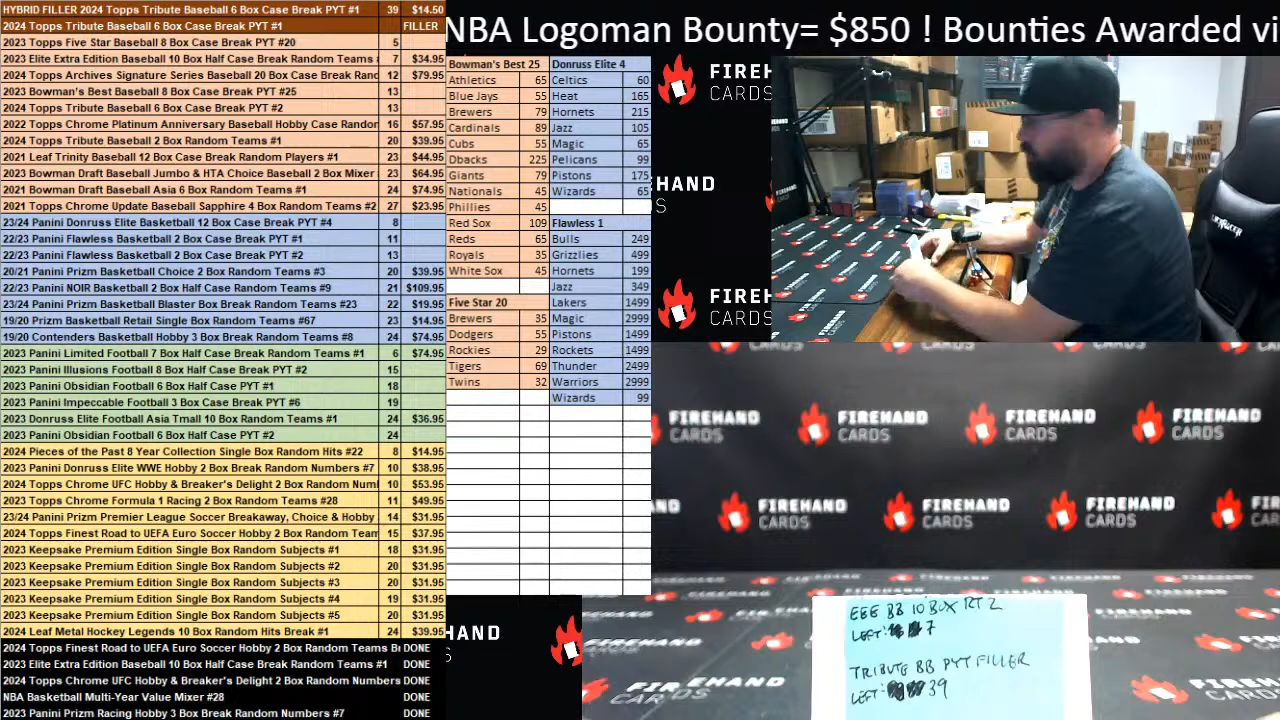 HYBRID FILLER 2024 Topps Tribute Baseball 6 Box Case Break PYT #1 39 $14.50
2024 Topps Tribute Baseball 6 Box Case Break PYT #1 FILLER
2023 Topps Five Star Baseball 8 Box Case Break PYT #20 5
2023 Elite Extra Edition Baseball 10 Box Half Case Break Random Teams 7 $34.95
2024 Topps Archives Signature Series Baseball 20 Box Case Break Rand 12 $79.95
2023 Bowman's Best Baseball 8 Box PYT #25 13
2024 Topps Tribute Baseball 6 Box Case Break PYT #2 13
2022 Topps Chrome Platinum Anniversary Baseball Hobby Case Random 16 $57.95
2024 Topps Tribute Baseball 2 Box Random Teams #1 20 $39.95
2021 Leaf Trinity Baseball 12 Box Case Break Random Players #1 23 $44.95
2023 Bowman Draft Baseball Jumbo & HTA Choice Baseball 2 Box Mixer 23 $64.95
2021 Bowman Draft Baseball Asia 6 Box Random Teams #1 24 $74.95
2021 Topps Chrome Update Baseball Sapphire 4 Box Random Teams #2 27 $23.95
23/24 Panini Donruss Elite Basketball 12 Box Case Break PYT #4 8
22/23 Panini Flawless Basketball 2 Box Case Break PYT #1 11
22/23 Panini Flawless Basketball 2 Box Case Break PYT #2 13
20/21 Panini Prizm Basketball Choice 2 Box Random Teams #3 20 $39.95
22/23 Panini NOIR Basketball 2 Box Half Case Random Teams #9 21 $109.95
23/24 Panini Prizm Basketball Blaster Box Break Random Teams #23 22 $19.95
19/20 Prizm Basketball Retail Single Box Random Teams #67 23 $14.95
19/20 Contenders Basketball Hobby 3 Box Break Random Teams #8 24 $74.95
2023 Panini Limited Football 7 Box Half Case Break Random Teams #1 6 $74.95
2023 Panini Illusions Football 8 Box Half Case Break PYT #2 15
2023 Panini Obsidian Football 6 Box Half Case PYT #1 18
2023 Panini Impeccable Football 3 Box Case Break PYT #6 19
2023 Donruss Elite Football Asia Tmall 10 Box Random Teams #1 24 $36.95
2023 Panini Obsidian Football 6 Box Half Case PYT #2 24
2024 Pieces of the Past 8 Year Collection Single Box Random Hits #22 8 $14.95
2023 Panini Donruss Elite WWE Hobby 2 Box Break Random Numbers #7 10 $38.95
2024 Topps Chrome UFC Hobby & Breaker's Delight 2 Box Random Numl 10 $53.95
2023 Topps Chrome Formula 1 Racing 2 Box Random Teams #28 11 $49.95
23/24 Panini Prizm Premier League Soccer Breakaway, Choice & Hobby 14 $31.95
2024 Topps Finest Road to UEFA Euro Soccer Hobby 2 Box Random Team 15 $37.95
2023 Keepsake Premium Edition Single Box Random Subjects #1 18 $31.95
2023 Keepsake Premium Edition Single Box Random Subjects #2 20 $31.95
2023 Keepsake Premium Edition Single Box Random Subjects #3 20 $31.95
2023 Keepsake Premium Edition Single Box Random Subjects #4 19 $31.95
2023 Keepsake Premium Edition Single Box Random Subjects #5 20 $31.95
2024 Leaf Metal Hockey Legends 10 Box Random Hits Break #1 24 $39.95
2024 Topps Finest Road to UEFA Euro Soccer Hobby 2 Box Random Teams Br DONE
2023 Elite Extra Edition Baseball 10 Box Half Case Break Random Teams #1 DONE
2024 Topps Chrome UFC Hobby & Breaker's Delight 2 Box Random Numbers DONE
NBA Basketball Multi-Year Value Mixer #28 DONE
2023 Panini Prizm Racing Hobby 3 Box Break Random Numbers #7 DONE
NBA Logoman Bounty= $850 ! Bounties Awarded vi
Bowman's Best 25
Athletics 65
Blue Jays 55
Brewers 79
Cardinals 89
Cubs 55
Dbacks 225
Giants 79
Nationals 45
Phillies 45
Red Sox 109
Reds 65
Royals 35
White Sox 45
Five Star 20
Brewers 35
Dodgers 55
Rockies 29
Tigers 69
Twins 32
Donruss Elite 4
Celtics 60
Heat 165
Hornets 215
Jazz 105
Magic 65
Pelicans 99
Pistons 175
Wizards 65
Flawless 1
Bulls 249
Grizzlies 499
Hornets 199
Jazz 349
Lakers 1499
Magic 2999
Pistons 1499
Rockets 1499
Thunder 2499
Warriors 2999
Wizards 99
FIREH
CARDS
HAND
FIREH
CARDS
HAND
FIREHAND
CARDS
FIREHAND
CARDS
FIREHAND
CARDS
FIREHAND
CARDS
FIREHAND
CARDS
FIREHAND
CARDS
EEE BB 10 BOX RT 2
LEFT: 7
TRIBUTE BB PYT FILLER
LEFT: 39